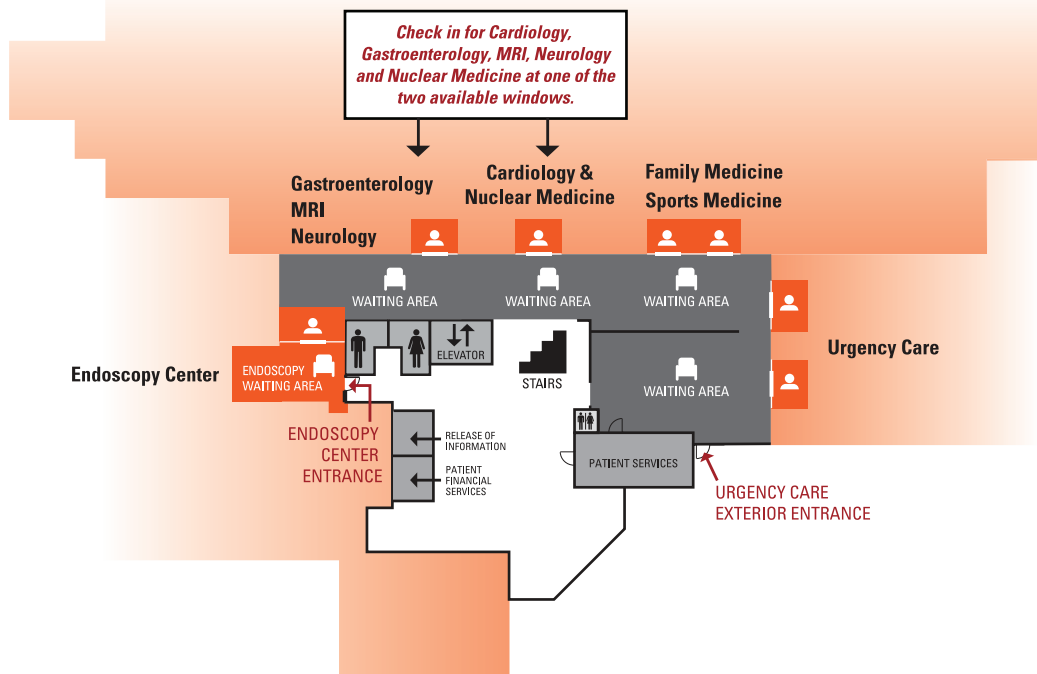 Check in for Cardiology,
Gastroenterology, MRI, Neurology
and Nuclear Medicine at one of the
two available windows.
Gastroenterology
MRI
Neurology
Cardiology &
Nuclear Medicine
Family Medicine
Sports Medicine
WAITING AREA
WAITING AREA
WAITING AREA
ELEVATOR
STAIRS
Urgency Care
Endoscopy Center
ENDOSCOPY
WAITING AREA
WAITING AREA
ENDOSCOPY
CENTER
ENTRANCE
RELEASE OF
INFORMATION
PATIENT
FINANCIAL
SERVICES
PATIENT SERVICES
URGENCY CARE
EXTERIOR ENTRANCE